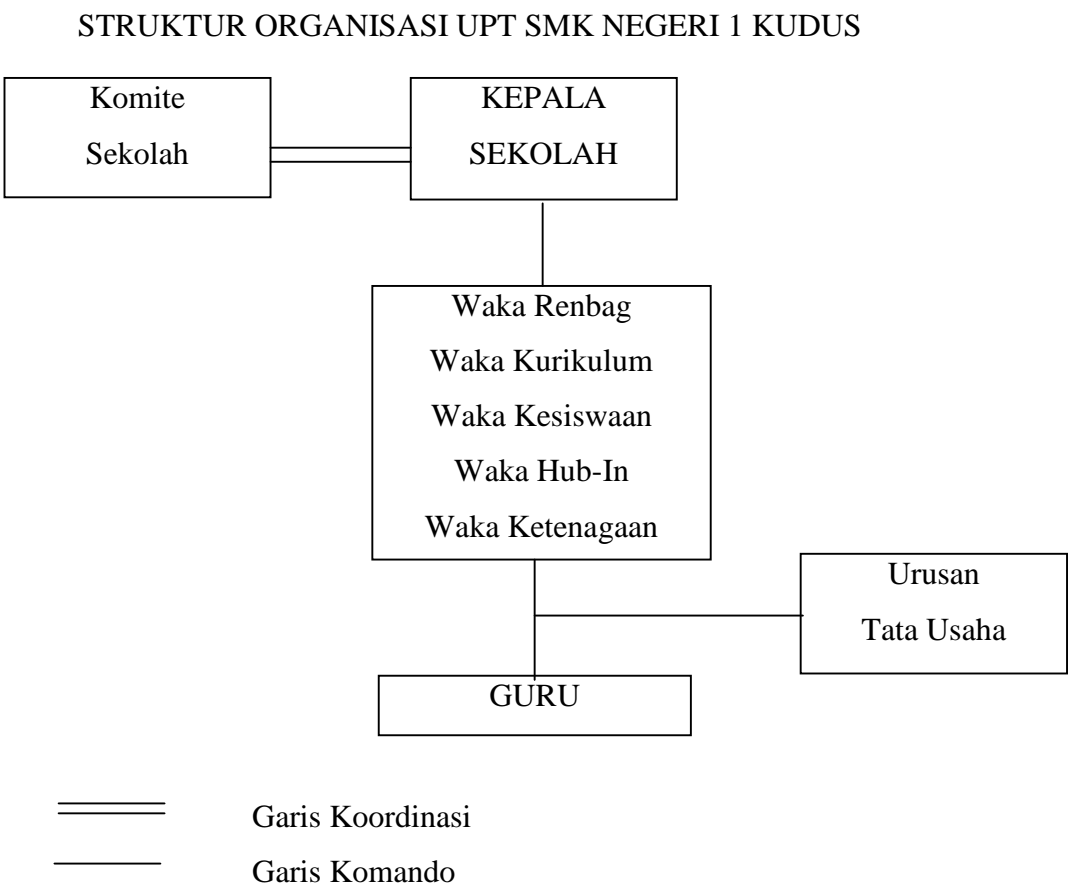 STRUKTUR ORGANISASI UPT SMK NEGERI 1 KUDUS
Komite
Sekolah
KEPALA
SEKOLAH
Waka Renbag
Waka Kurikulum
Waka Kesiswaan
Waka Hub-In
Waka Ketenagaan
Urusan
Tata Usaha
GURU
Garis Koordinasi
Garis Komando